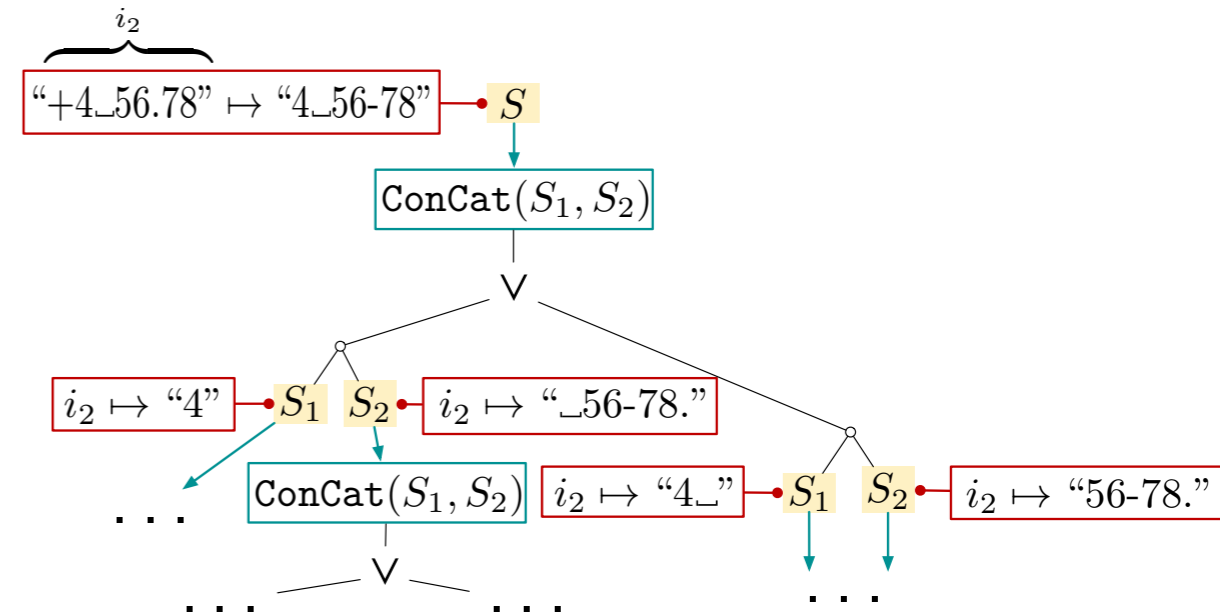 i₂
“+4␣56.78” ↦ “4␣56-78” S
ConCat(S₁, S₂)
∨
i₂ ↦ “4” S₁ S₂ i₂ ↦ “␣56-78.”
ConCat(S₁, S₂) i₂ ↦ “4␣” S₁ S₂ i₂ ↦ “56-78.”
. . .
∨
. . .
. . . . . .